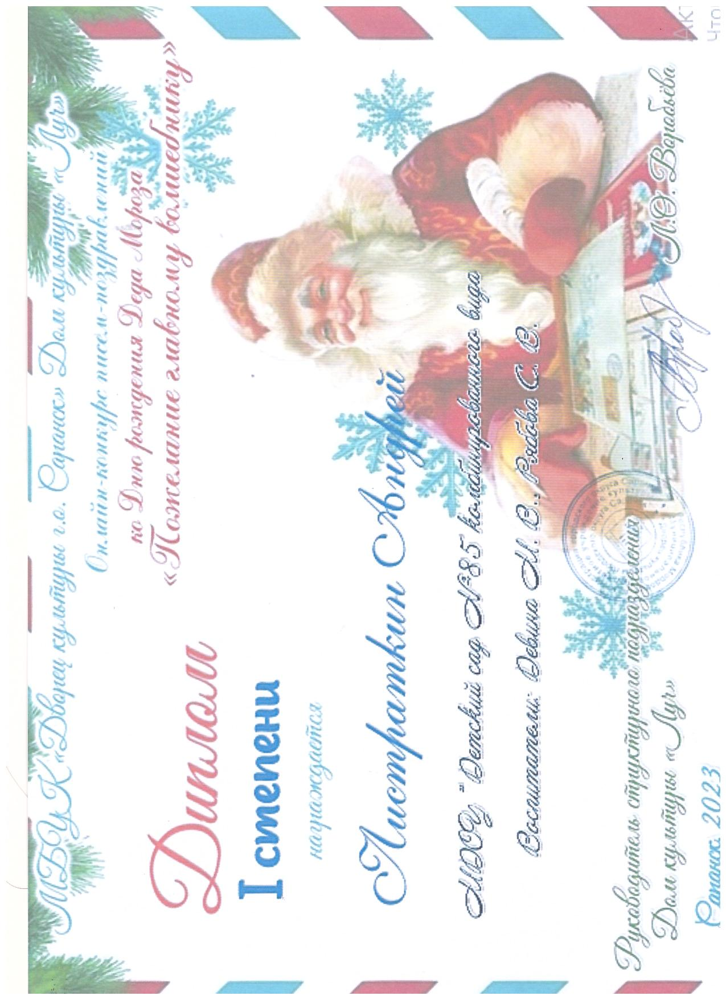 МБУК «Дворец культуры г.о. Саранск» Дом культуры «Луч»
Онлайн-конкурс писем-поздравлений
ко Дню рождения Деда Мороза
«Пожелание главному волшебнику»
Диплом
I степени
награждается
Листраткин Андрей
МДОУ "Детский сад №85 комбинированного вида
Воспитатели: Девина М. В., Рябова С. В.
Руководитель структурного подразделения
Дом культуры «Луч»
Л.О. Воробьёва
Саранск 2023